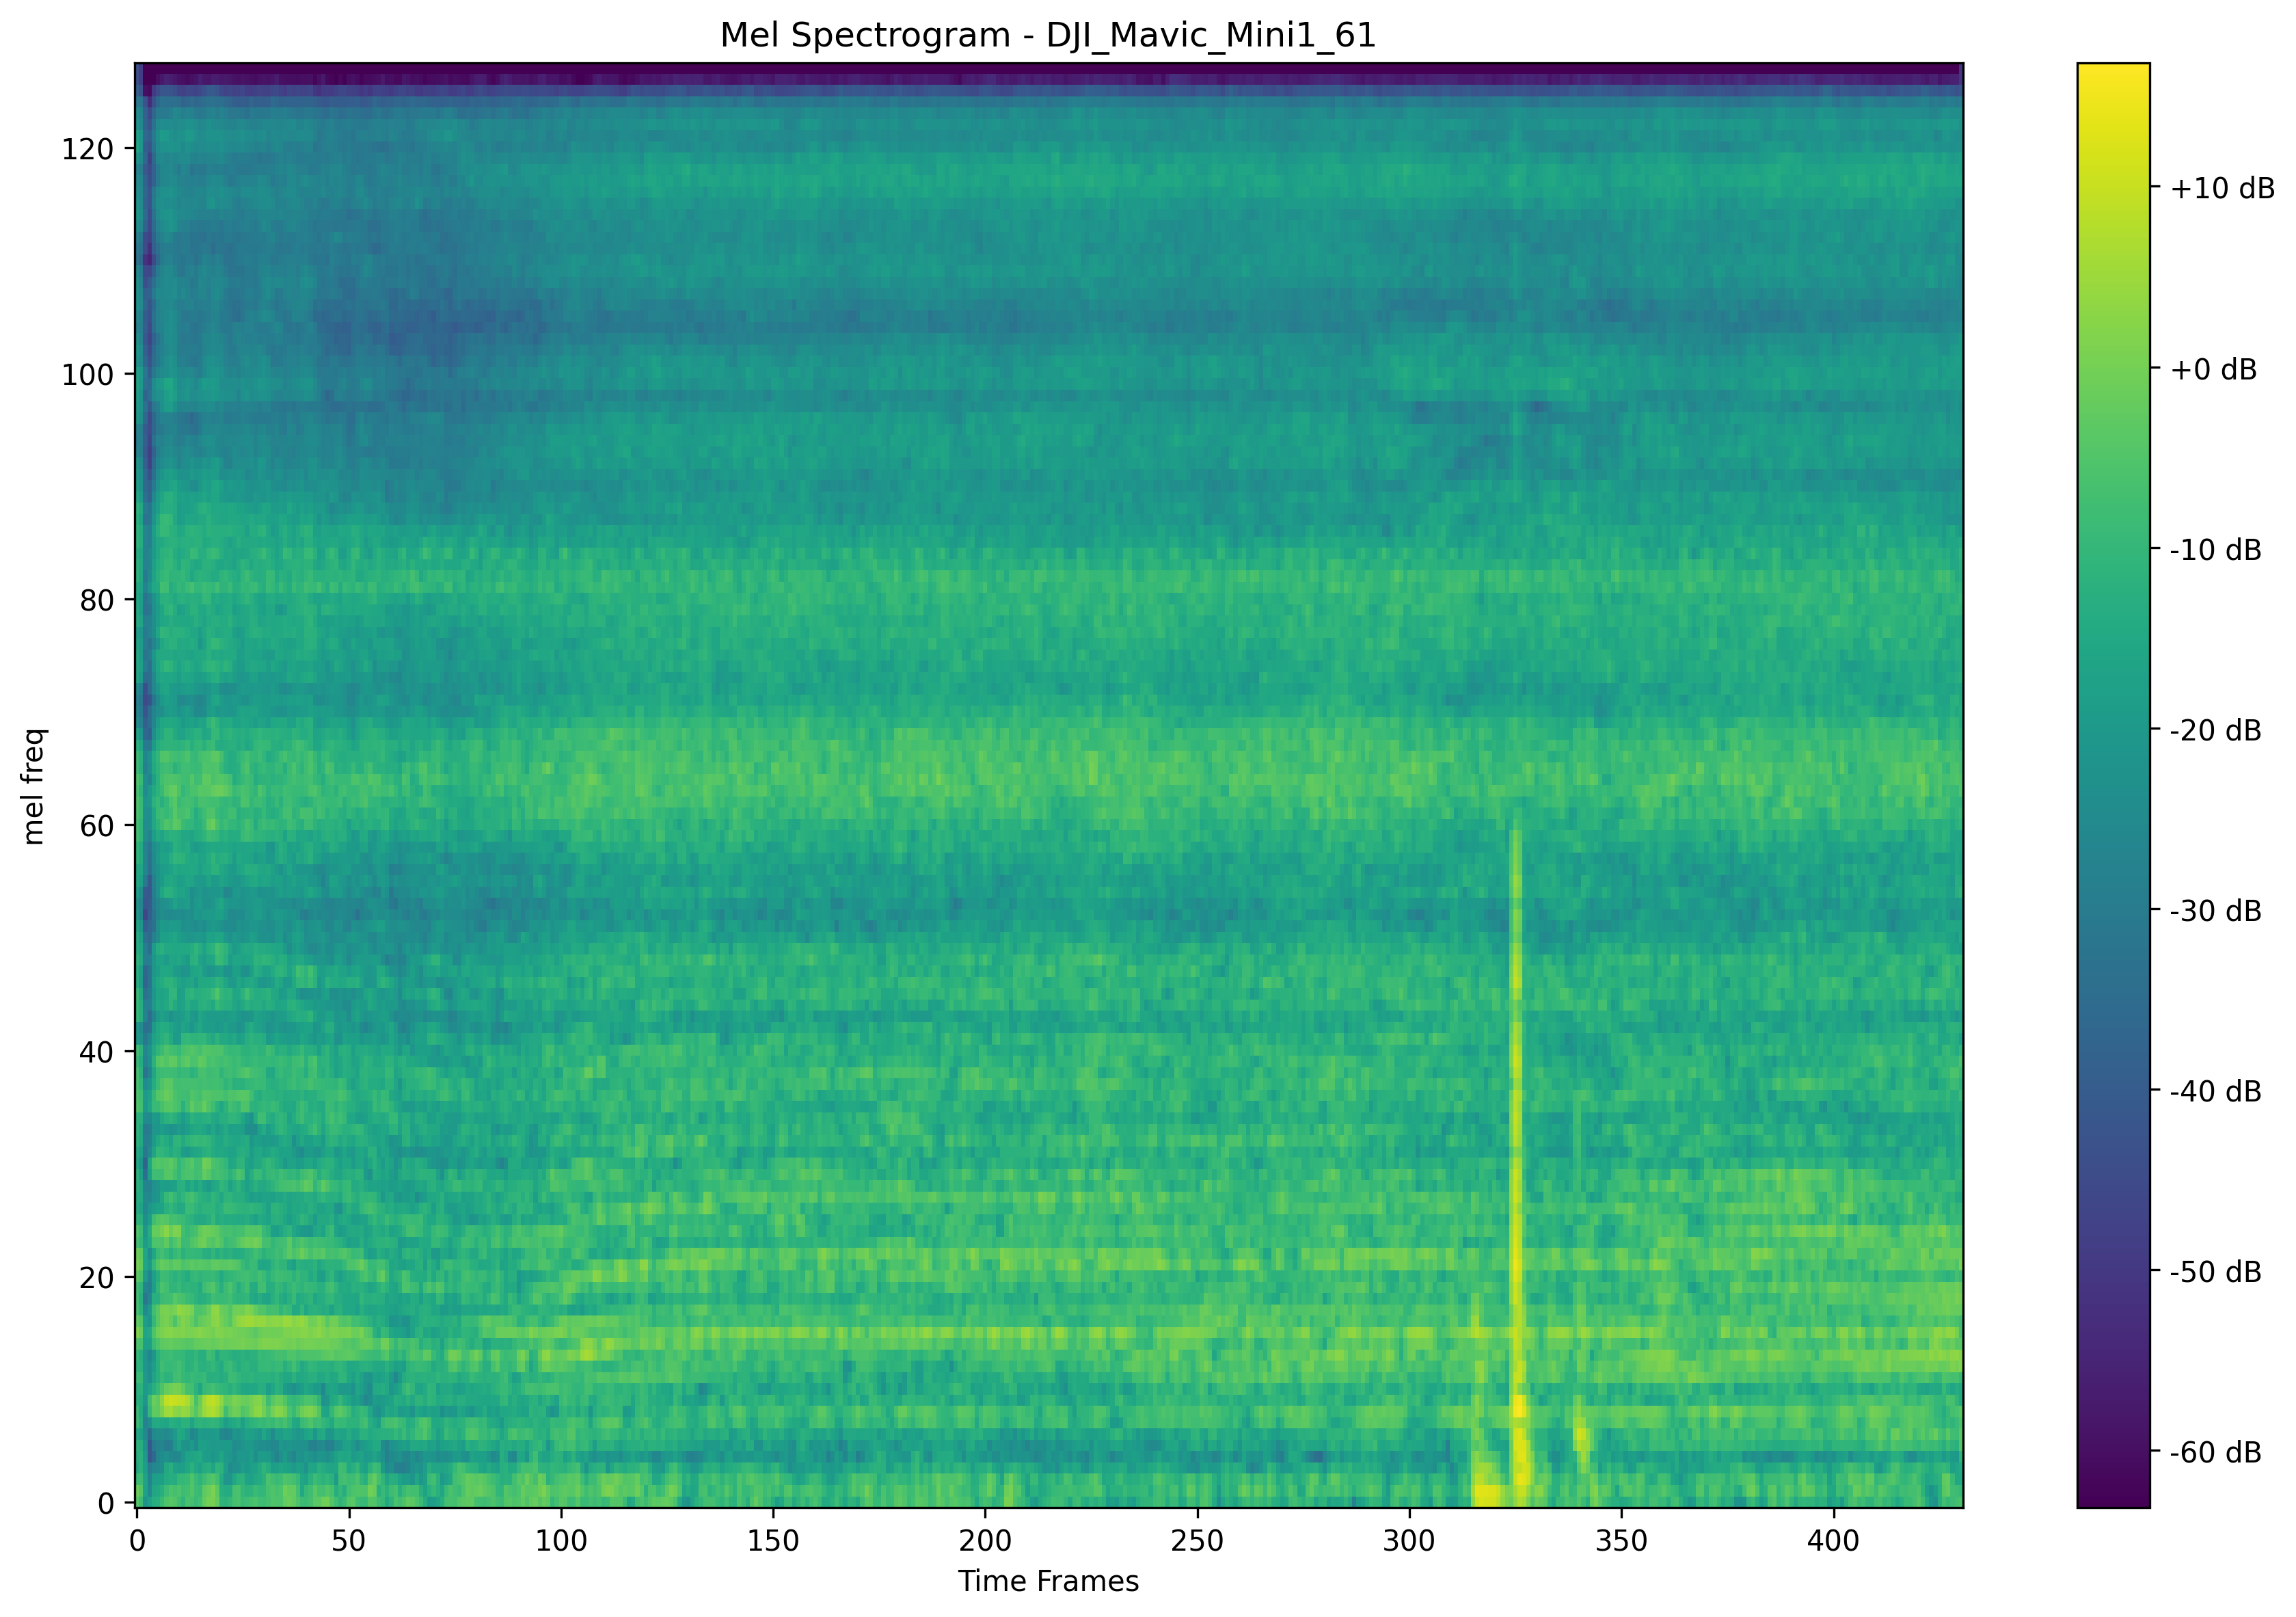 Mel Spectrogram - DJI_Mavic_Mini1_61
mel freq
120
100
80
60
40
20
0
0 50 100 150 200 250 300 350 400
Time Frames
+10 dB
+0 dB
-10 dB
-20 dB
-30 dB
-40 dB
-50 dB
-60 dB